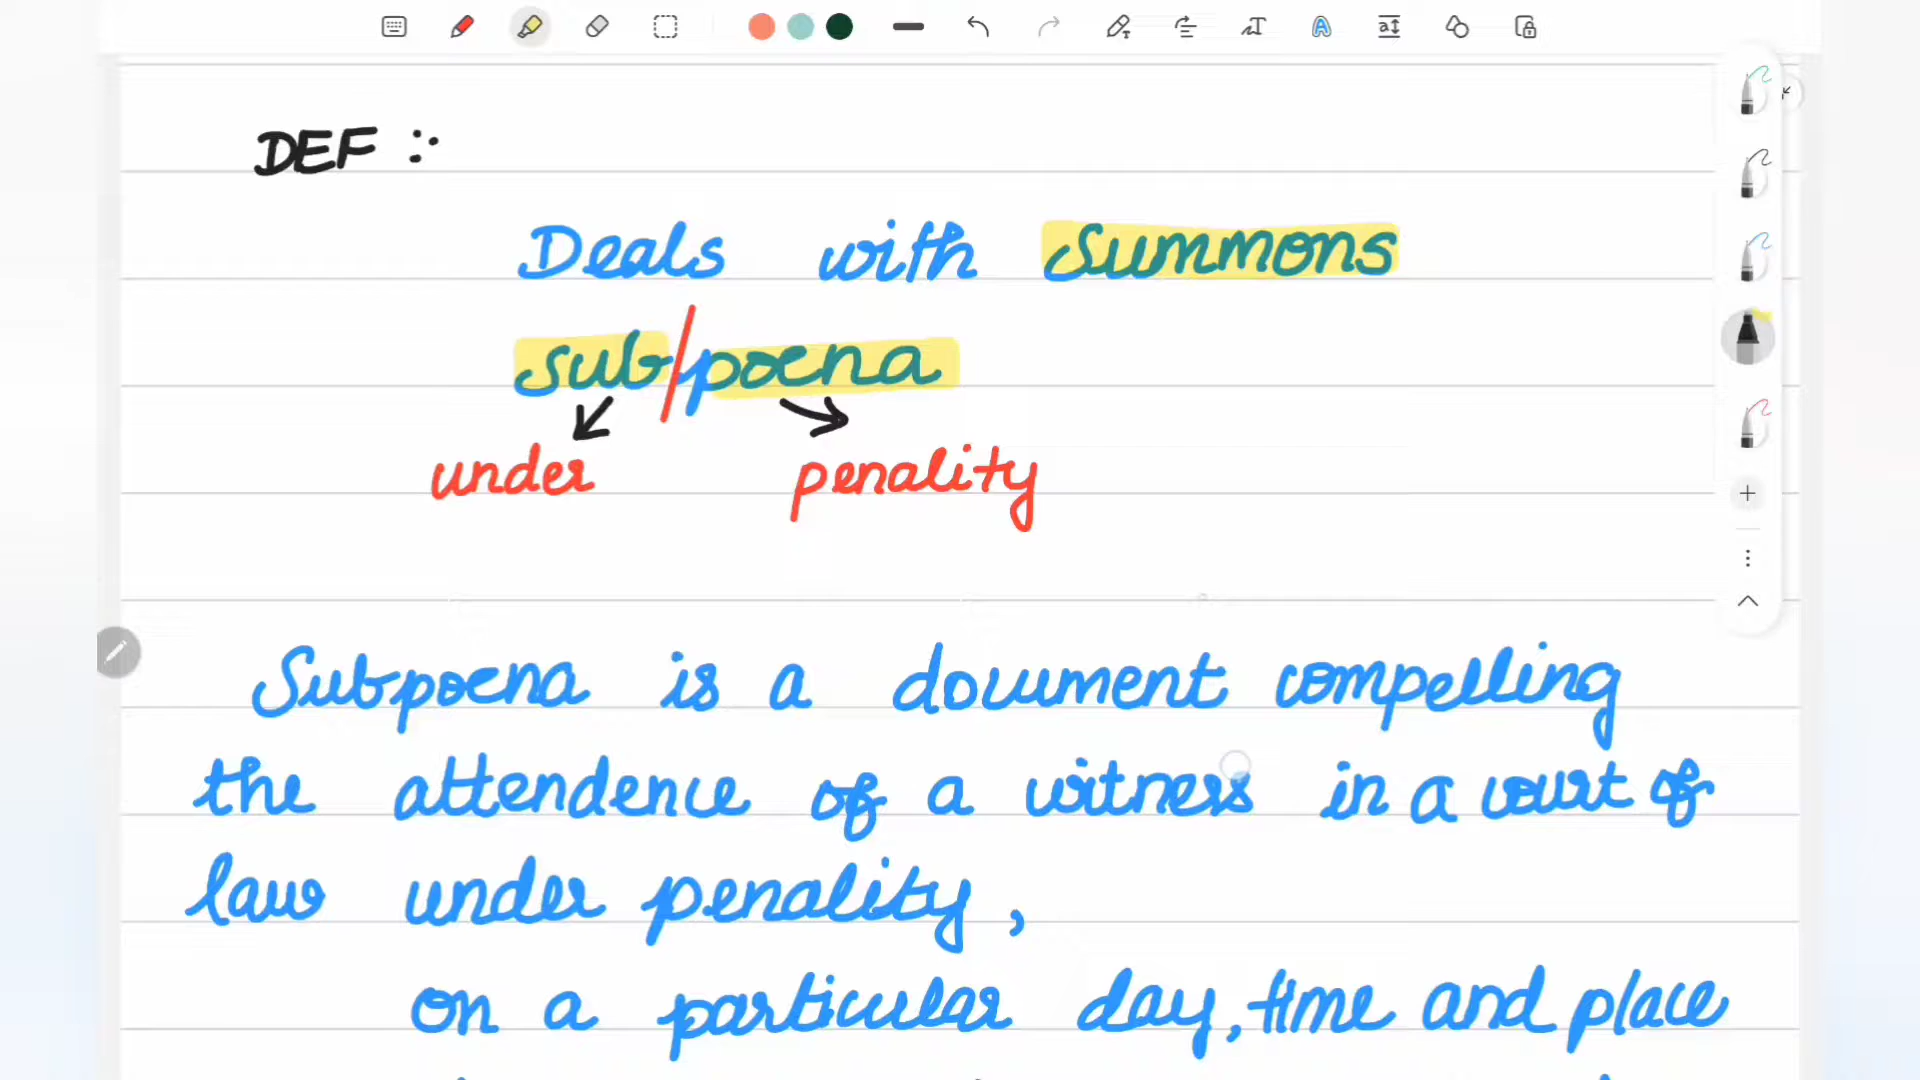 DEF :-
Deals with Summons
sub/poena
under penality
Subpoena is a document compelling
the attendence of a witness in a court of
law under penality,
on a particular day, time and place